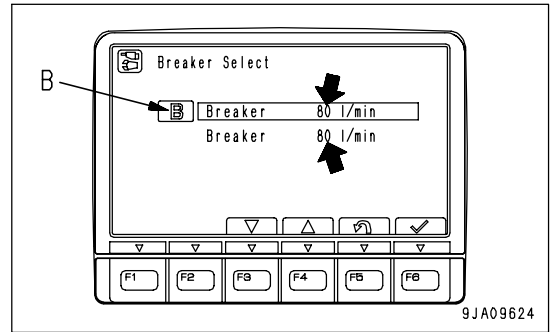 Breaker Select
B
B Breaker 80 l/min
Breaker 80 l/min
F1 F2 F3 F4 F5 F6
9JA09624